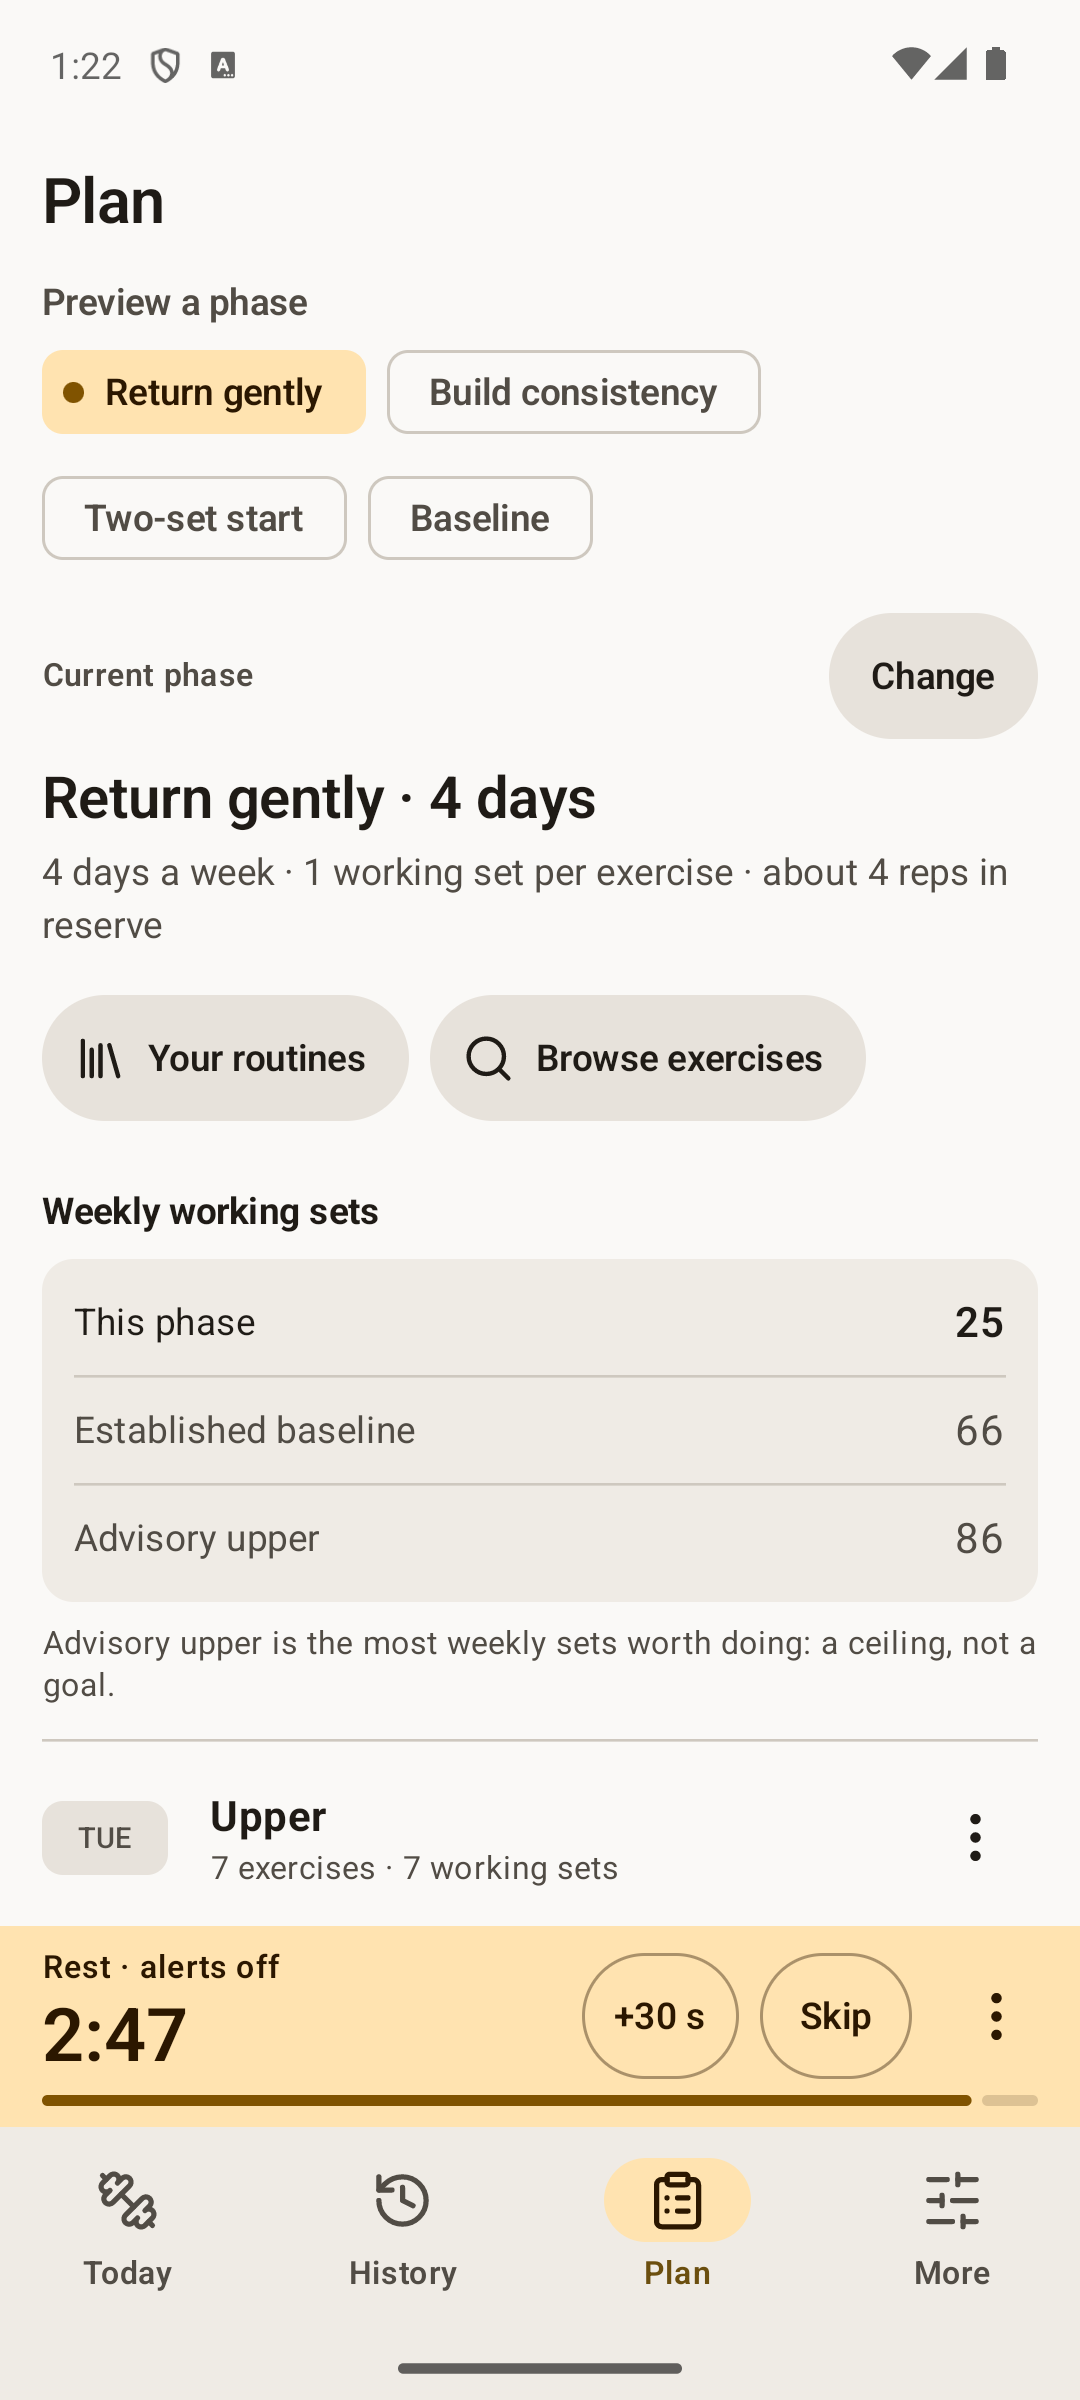 1:22
Plan
Preview a phase
Return gently
Build consistency
Two-set start
Baseline
Current phase
Change
Return gently · 4 days
4 days a week · 1 working set per exercise · about 4 reps in
reserve
Your routines
Browse exercises
Weekly working sets
This phase
25
Established baseline
66
Advisory upper
86
Advisory upper is the most weekly sets worth doing: a ceiling, not a
goal.
TUE
Upper
7 exercises · 7 working sets
Rest · alerts off
2:47
+30 s
Skip
Today
History
Plan
More